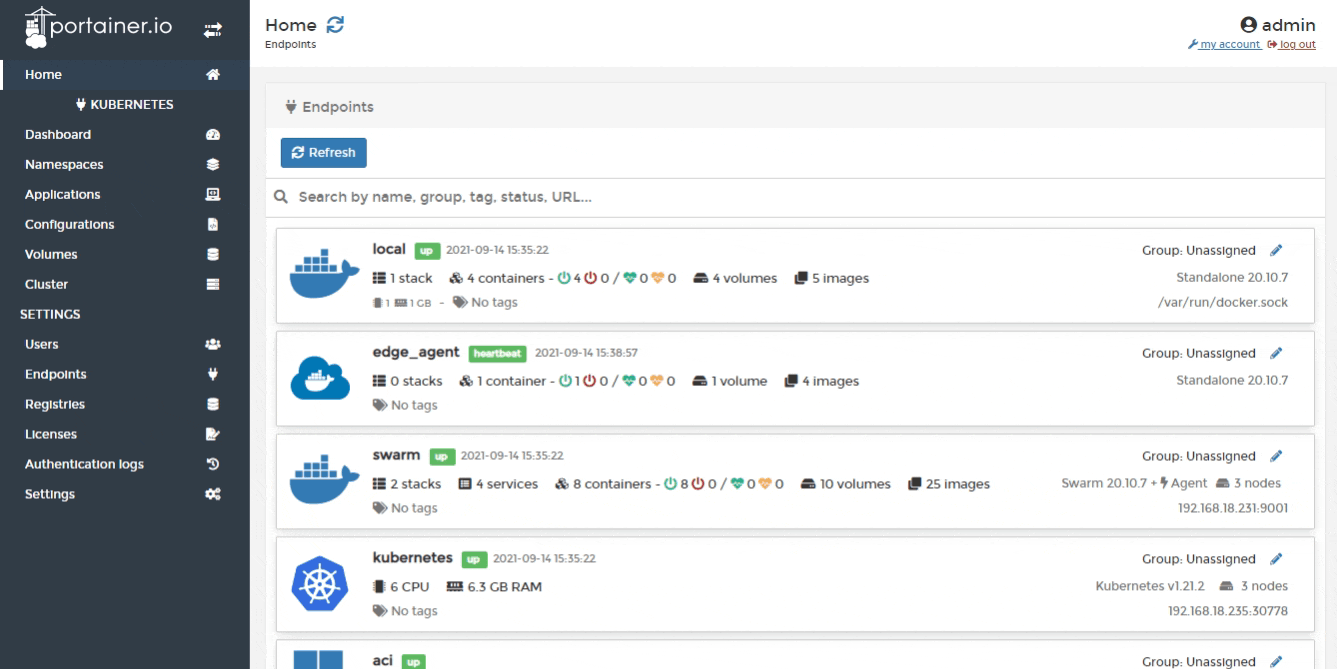 portainer.io
Home
KUBERNETES
Dashboard
Namespaces
Applications
Configurations
Volumes
Cluster
SETTINGS
Users
Endpoints
Registries
Licenses
Authentication logs
Settings
Home
Endpoints
admin
my account log out
Endpoints
Refresh
Search by name, group, tag, status, URL...
local up 2021-09-14 15:35:22 Group: Unassigned
1 stack 4 containers - 4 0 / 0 0 4 volumes 5 images Standalone 20.10.7
1 1 GB - No tags /var/run/docker.sock
edge_agent heartbeat 2021-09-14 15:38:57 Group: Unassigned
0 stacks 1 container - 1 0 / 0 0 1 volume 4 images Standalone 20.10.7
No tags
swarm up 2021-09-14 15:35:22 Group: Unassigned
2 stacks 4 services 8 containers - 8 0 / 0 0 10 volumes 25 images Swarm 20.10.7 + Agent 3 nodes
No tags 192.168.18.231:9001
kubernetes up 2021-09-14 15:35:22 Group: Unassigned
6 CPU 6.3 GB RAM Kubernetes v1.21.2 3 nodes
No tags 192.168.18.235:30778
aci up Group: Unassigned